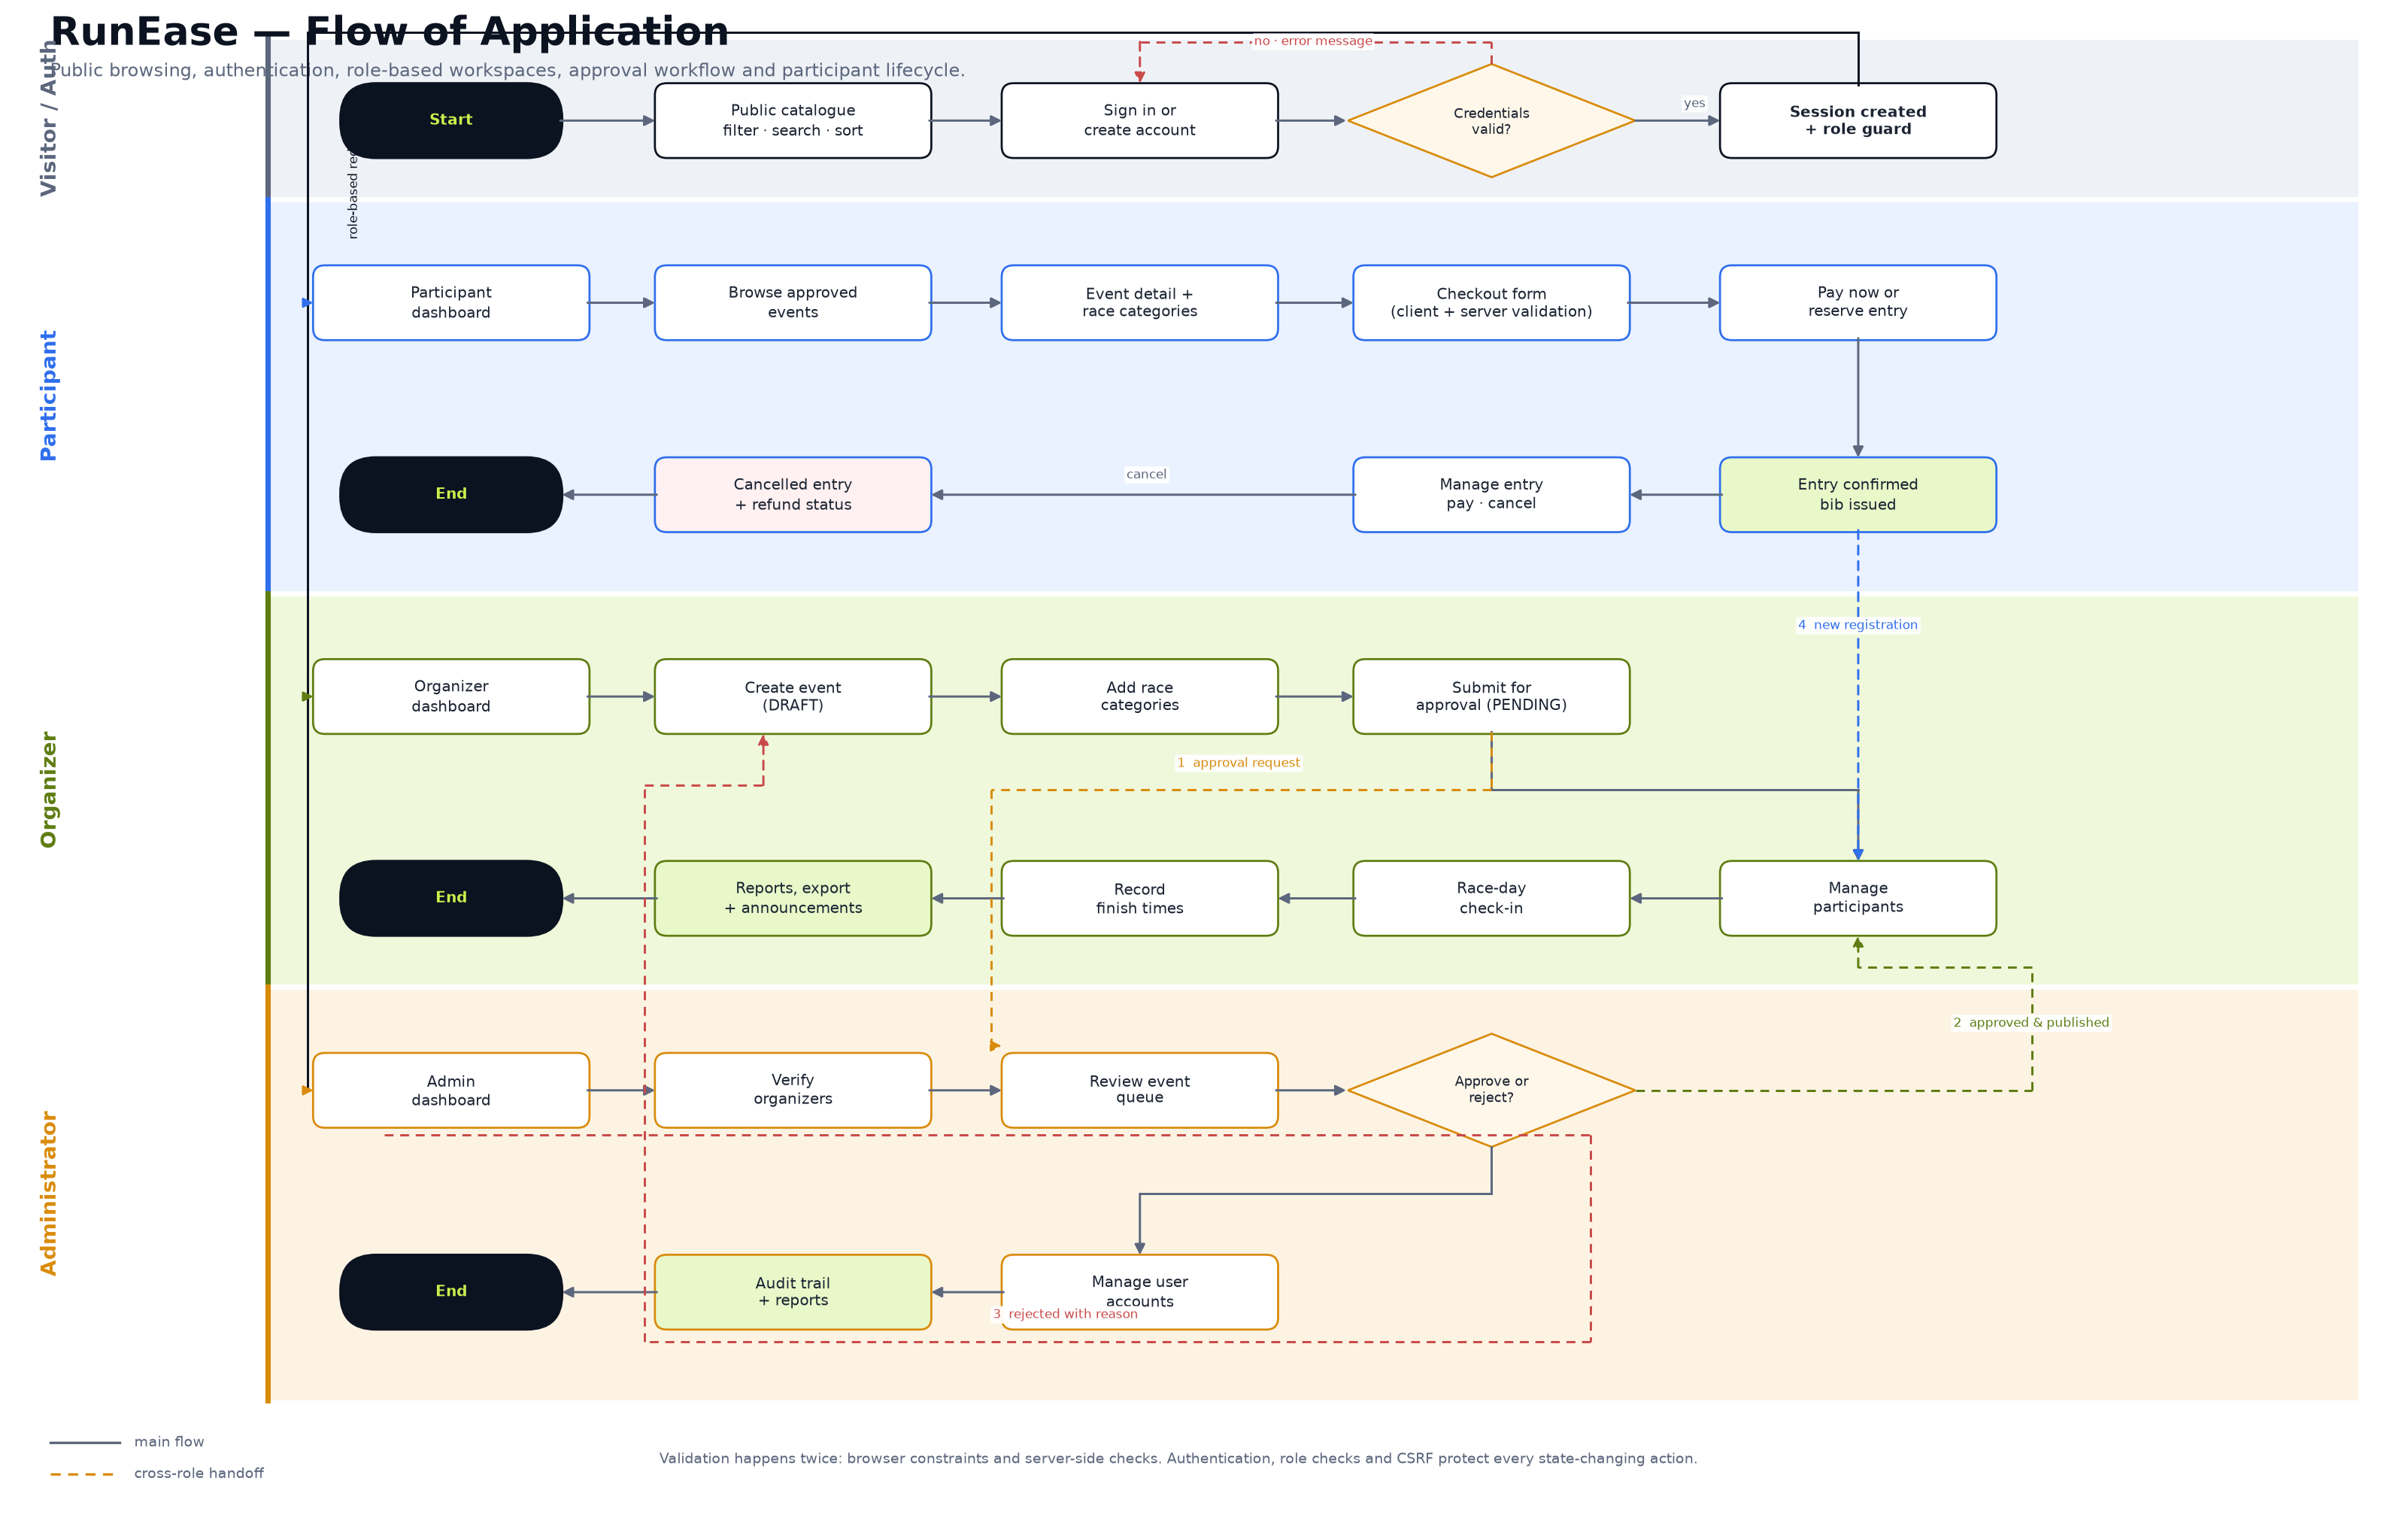 RunEase — Flow of Application
Public browsing, authentication, role-based workspaces, approval workflow and participant lifecycle.
Visitor / Auth
no · error message
Start
Public catalogue
filter · search · sort
Sign in or
create account
Credentials
valid?
yes
Session created
+ role guard
role-based
Participant
Participant
dashboard
Browse approved
events
Event detail +
race categories
Checkout form
(client + server validation)
Pay now or
reserve entry
End
Cancelled entry
+ refund status
cancel
Manage entry
pay · cancel
Entry confirmed
bib issued
4 new registration
Organizer
Organizer
dashboard
Create event
(DRAFT)
Add race
categories
Submit for
approval (PENDING)
1 approval request
End
Reports, export
+ announcements
Record
finish times
Race-day
check-in
Manage
participants
2 approved & published
Administrator
Admin
dashboard
Verify
organizers
Review event
queue
Approve or
reject?
End
Audit trail
+ reports
Manage user
accounts
3 rejected with reason
main flow
cross-role handoff
Validation happens twice: browser constraints and server-side checks. Authentication, role checks and CSRF protect every state-changing action.